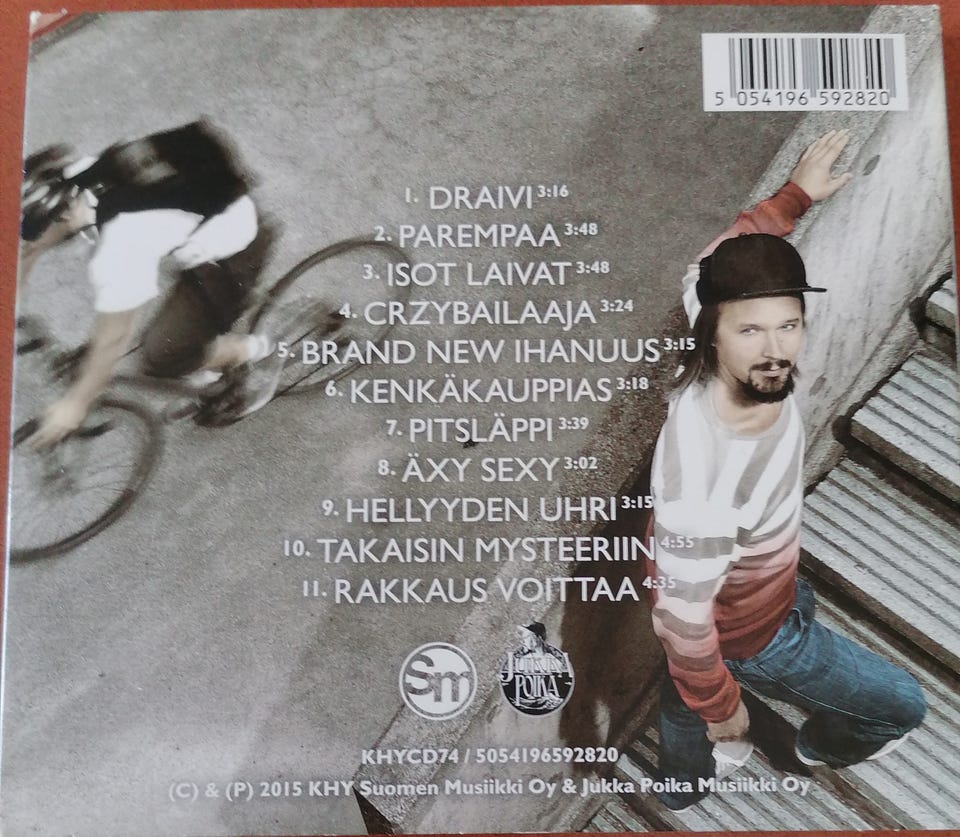 5 054196 592820
1. DRAIVI 3:16
2. PAREMPAA 3:48
3. ISOT LAIVAT 3:48
4. CRZYBAILAAJA 3:24
5. BRAND NEW IHANUUS 3:15
6. KENKÄKAUPPIAS 3:18
7. PITSLÄPPI 3:39
8. ÄXY SEXY 3:02
9. HELLYYDEN UHRI 3:15
10. TAKAISIN MYSTEERIIN 4:55
11. RAKKAUS VOITTAA 4:35
Sm
JUKKA
POIKA
KHYCD74 / 5054196592820
(C) & (P) 2015 KHY Suomen Musiikki Oy & Jukka Poika Musiikki Oy